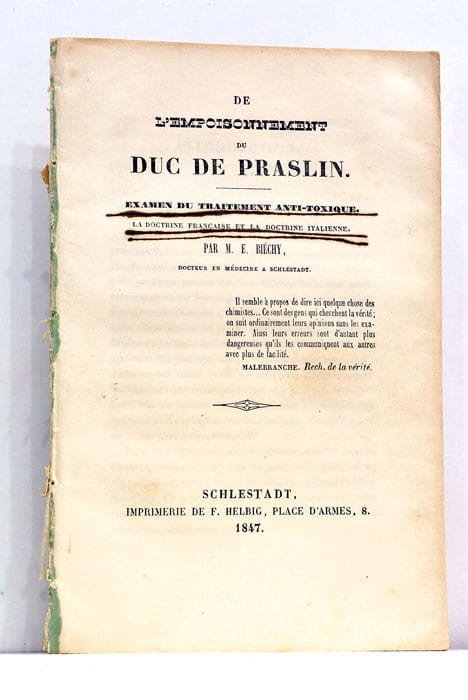 DE
L'EMPOISONNEMENT
DU
DUC DE PRASLIN.
EXAMEN DU TRAITEMENT ANTI-TOXIQUE.
LA DOCTRINE FRANÇAISE ET LA DOCTRINE ITALIENNE.
PAR M. E. BIÉCHY,
DOCTEUR EN MÉDECINE A SCHLESTADT.
Il semble à propos de dire ici quelque chose des
chimistes... Ce sont des gens qui cherchent la vérité;
on suit ordinairement leurs opinions sans les exa-
miner. Ainsi leurs erreurs sont d'autant plus
dangereuses qu'ils les communiquent aux autres
avec plus de facilité.
MALEBRANCHE. Rech. de la vérité.
SCHLESTADT,
IMPRIMERIE DE F. HELBIG, PLACE D'ARMES, 8.
1847.